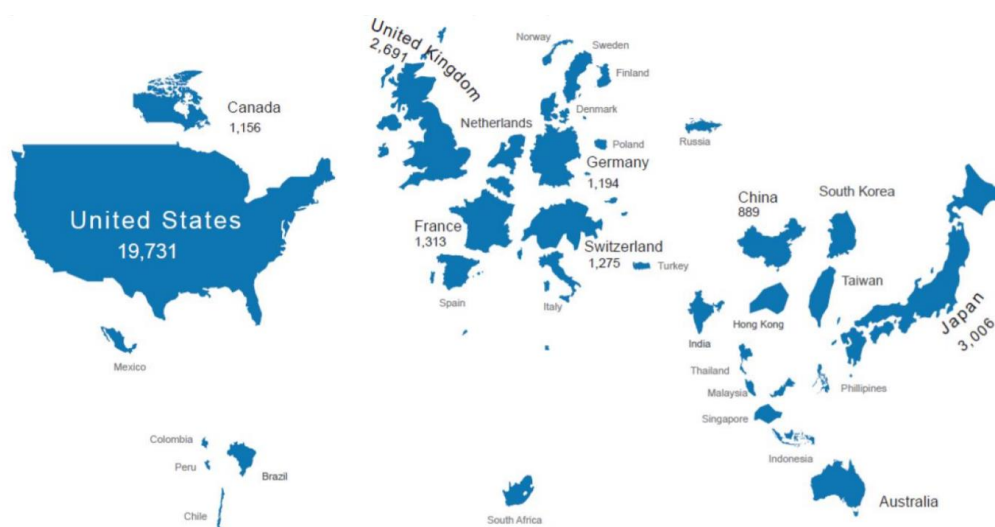 Canada
1,156
United States
19,731
Mexico
Colombia
Peru
Brazil
Chile
United Kingdom
2,691
Norway
Sweden
Finland
Denmark
Netherlands
Poland
Germany
1,194
France
1,313
Switzerland
1,275
Spain
Italy
Turkey
South Africa
Russia
China
889
South Korea
Taiwan
Hong Kong
India
Japan
3,006
Thailand
Malaysia
Singapore
Phillipines
Indonesia
Australia